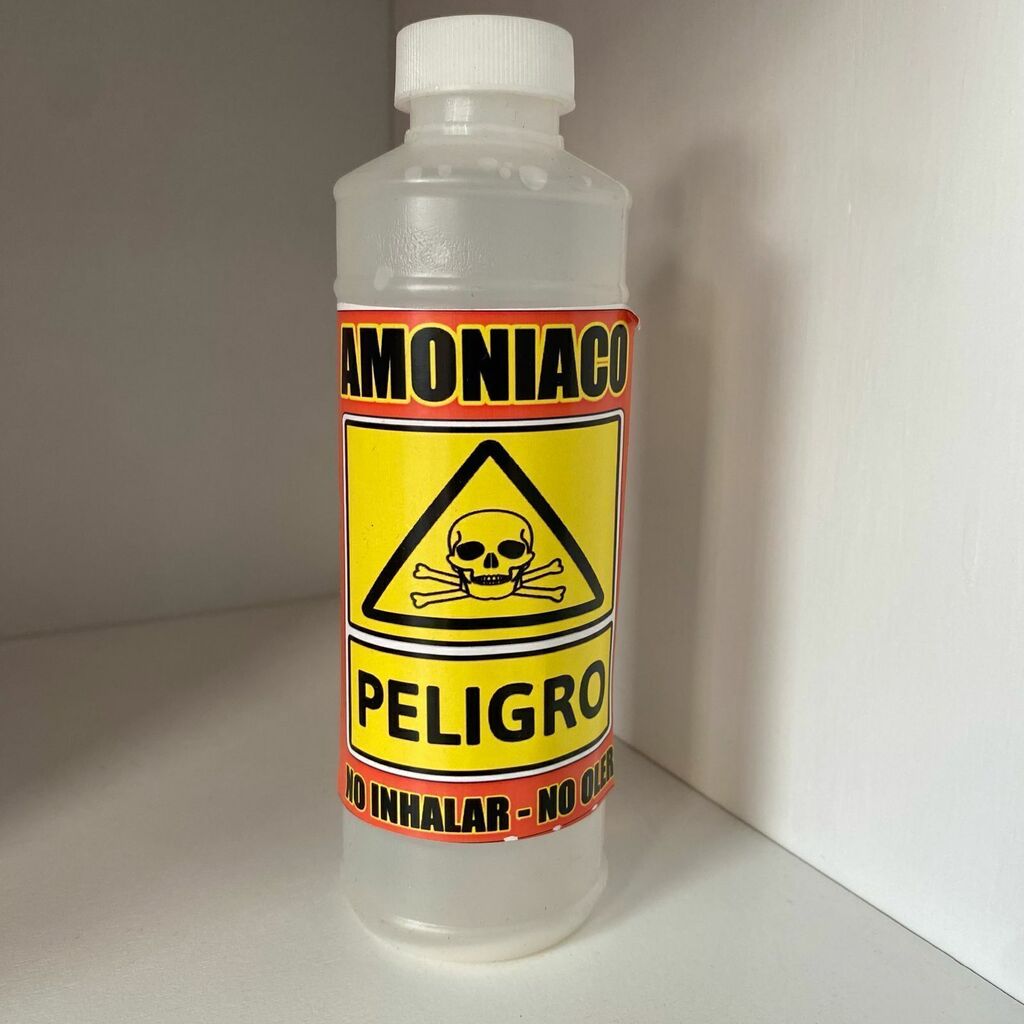 AMONIACO
PELIGRO
NO INHALAR - NO OLER